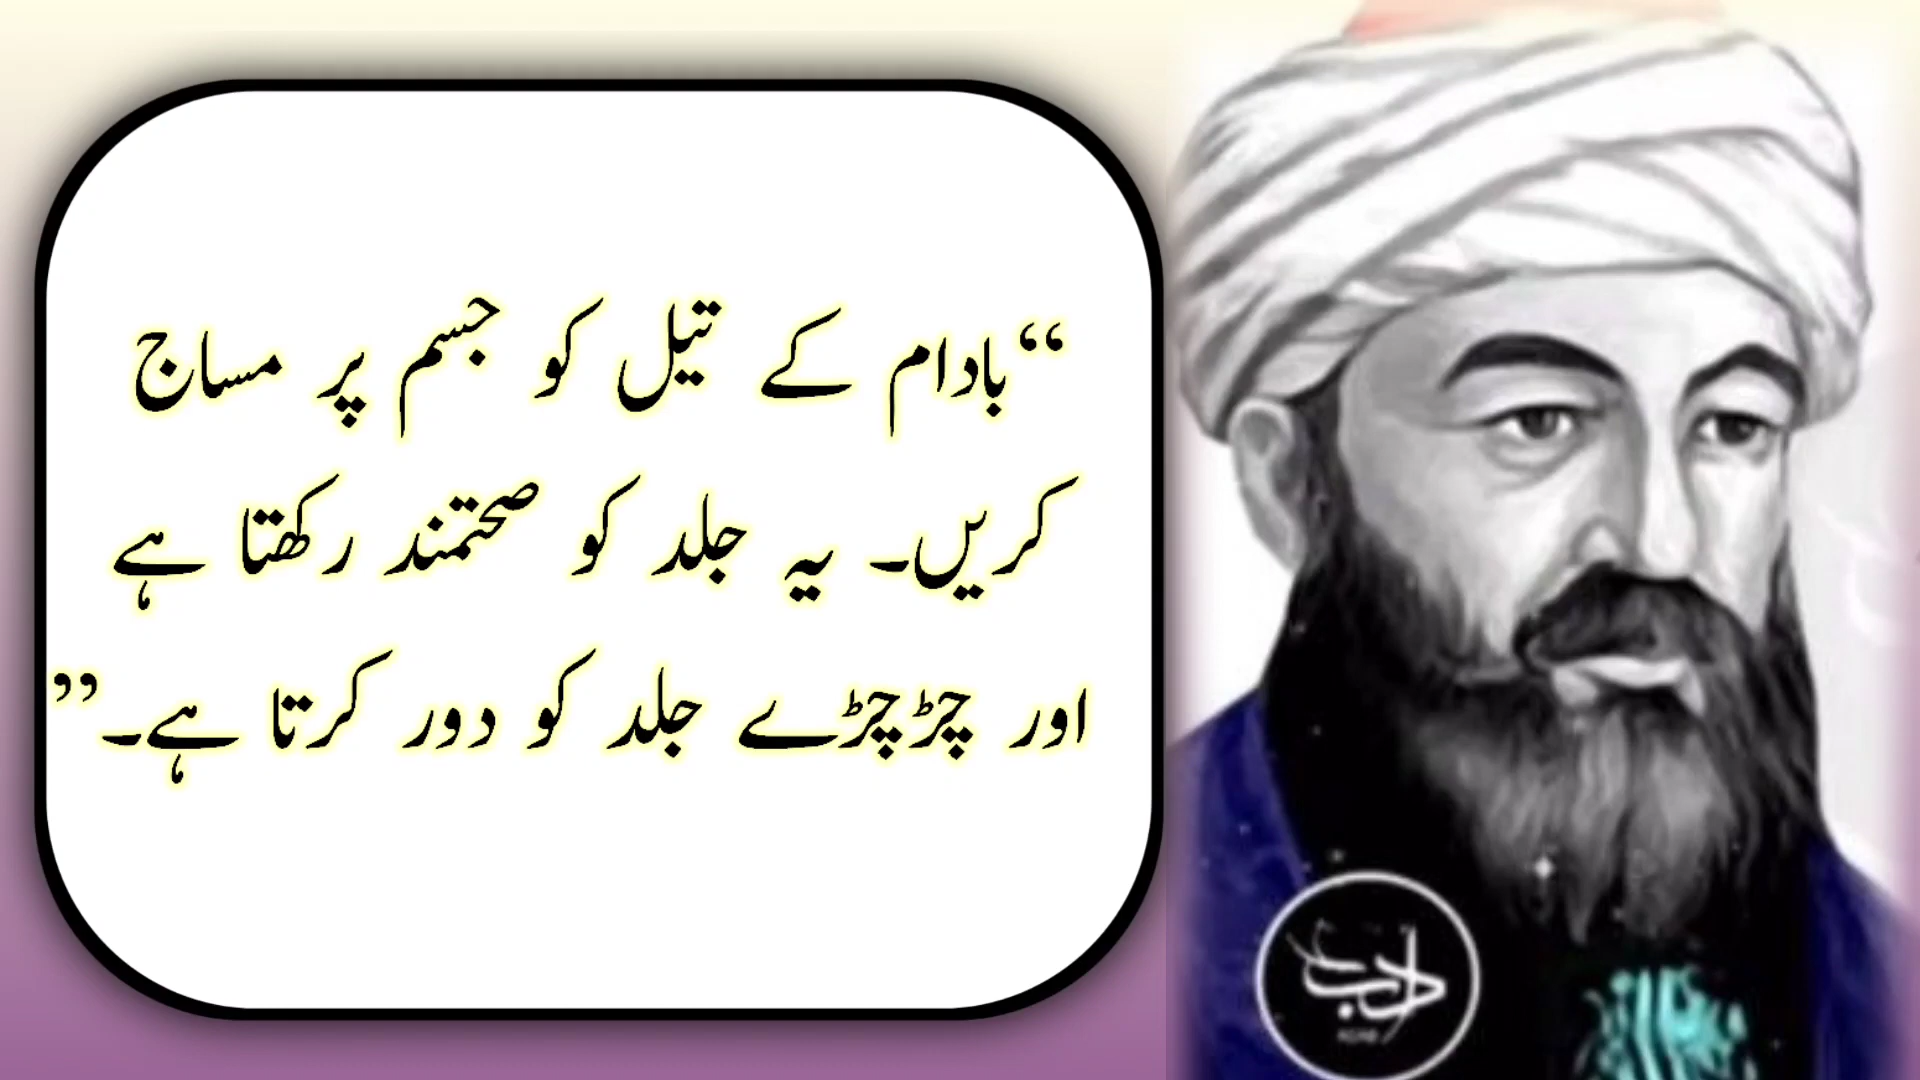 “بادام کے تیل کو جسم پر مساج
کریں۔ یہ جلد کو صحتمند رکھتا ہے
اور چڑچڑے جلد کو دور کرتا ہے۔”
ادب